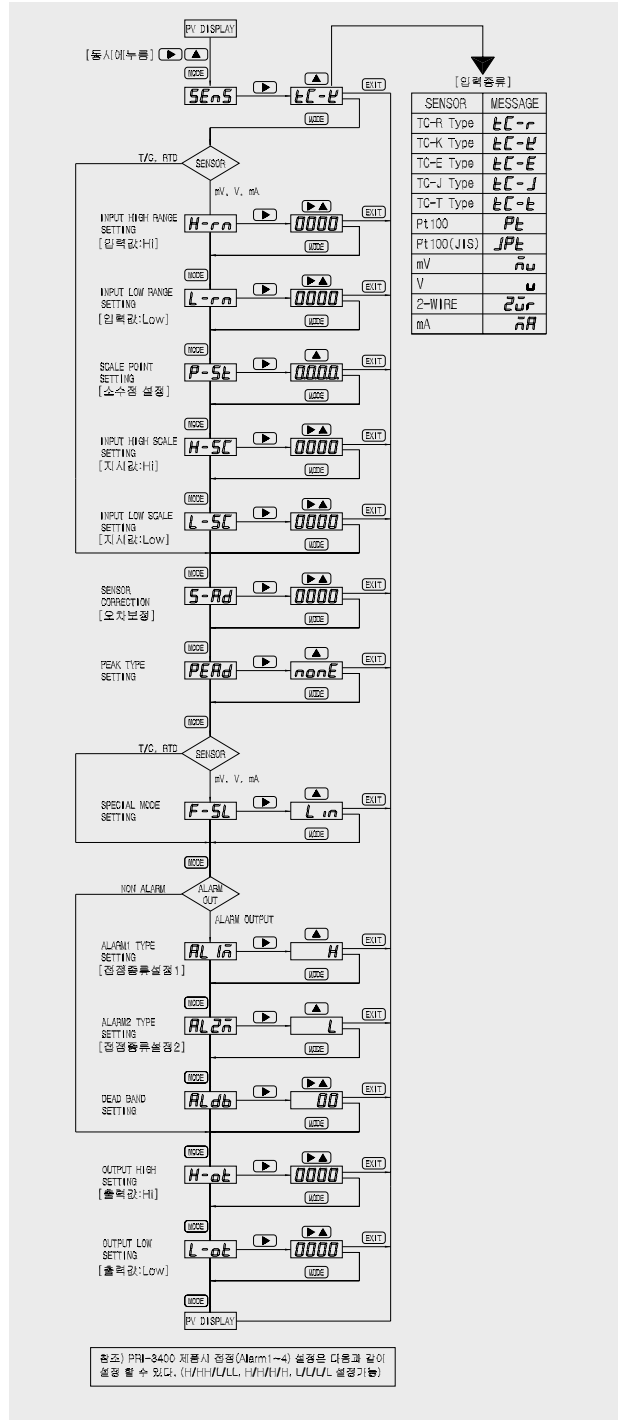 PV DISPLAY
[동시에누름] ▶ ▲
MODE
SEnS ▶ ▲ tC-K EXIT
MODE
[입력종류]
SENSOR MESSAGE
TC-R Type tC-r
TC-K Type tC-K
TC-E Type tC-E
TC-J Type tC-J
TC-T Type tC-t
Pt100 Pt
Pt100(JIS) JPt
mV
V u
2-WIRE
mA
T/C, RTD SENSOR
mV, V, mA
INPUT HIGH RANGE
SETTING
[입력값:Hi]
H-rn ▶ ▶▲ 0000 EXIT
MODE
MODE
INPUT LOW RANGE
SETTING
[입력값:Low]
L-rn ▶ ▶▲ 0000 EXIT
MODE
MODE
SCALE POINT
SETTING
[소수점 설정]
P-St ▶ ▲ 0.0.0.0. EXIT
MODE
MODE
INPUT HIGH SCALE
SETTING
[지시값:Hi]
H-SC ▶ ▶▲ 0000 EXIT
MODE
MODE
INPUT LOW SCALE
SETTING
[지시값:Low]
L-SC ▶ ▶▲ 0000 EXIT
MODE
MODE
SENSOR
CORRECTION
[오차보정]
S-Ad ▶ ▶▲ 0000 EXIT
MODE
MODE
PEAK TYPE
SETTING
PEAd ▶ ▲ nonE EXIT
MODE
MODE
T/C, RTD SENSOR
mV, V, mA
SPECIAL MODE
SETTING
F-SL ▶ ▲ Lin EXIT
MODE
MODE
NON ALARM
ALARM
OUT
ALARM OUTPUT
ALARM1 TYPE
SETTING
[접점종류설정1]
▶ ▲ H EXIT
MODE
MODE
ALARM2 TYPE
SETTING
[접점종류설정2]
▶ ▲ L EXIT
MODE
MODE
DEAD BAND
SETTING
ALdb ▶ ▶▲ 00 EXIT
MODE
MODE
OUTPUT HIGH
SETTING
[출력값:Hi]
H-ot ▶ ▶▲ 0000 EXIT
MODE
MODE
OUTPUT LOW
SETTING
[출력값:Low]
L-ot ▶ ▶▲ 0000 EXIT
MODE
MODE
PV DISPLAY
참조) PRI-3400 제품시 접점(Alarm1~4) 설정은 다음과 같이
설정 할 수 있다. (H/HH/L/LL, H/H/H/H, L/L/L/L 설정가능)